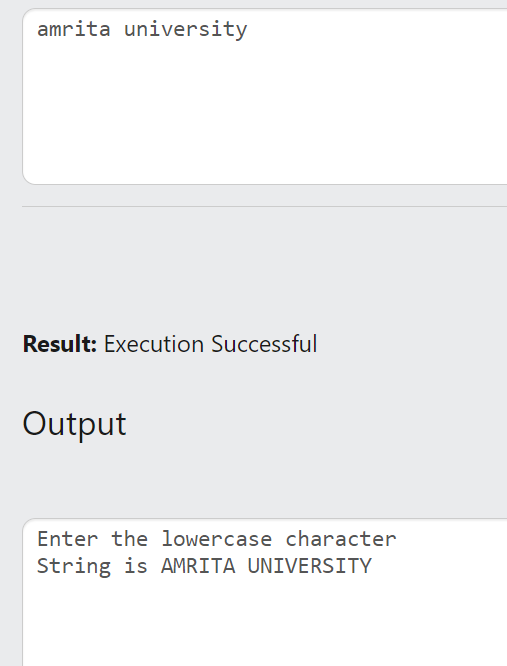 amrita university
Result: Execution Successful
Output
Enter the lowercase character
String is AMRITA UNIVERSITY